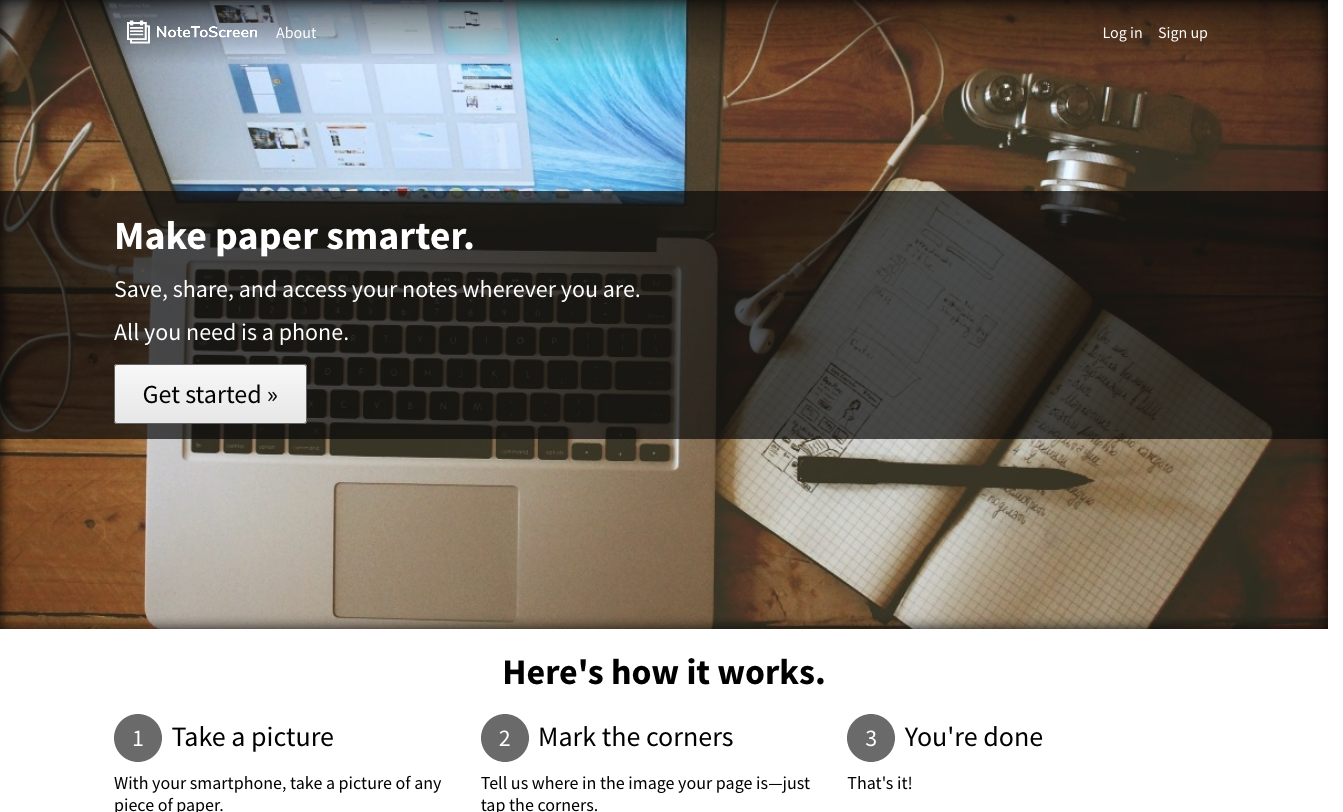 NoteToScreen About Log in Sign up
Make paper smarter.
Save, share, and access your notes wherever you are.
All you need is a phone.
Get started »
Here's how it works.
1 Take a picture
With your smartphone, take a picture of any
piece of paper.
2 Mark the corners
Tell us where in the image your page is—just
tap the corners.
3 You're done
That's it!